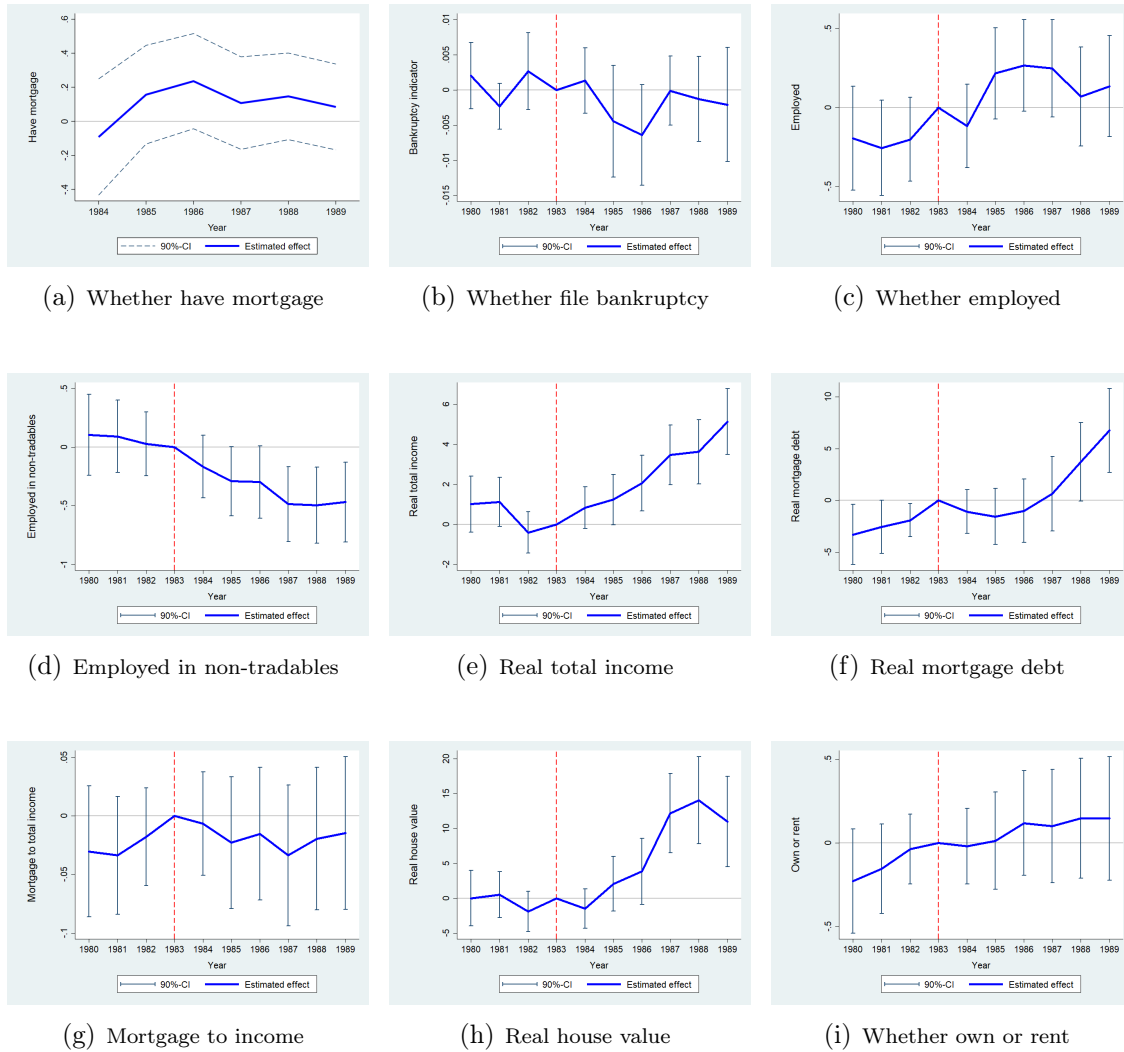 Have mortgage
.6
.4
.2
0
-.2
-.4
1984 1985 1986 1987 1988 1989
Year
90%-CI Estimated effect
(a) Whether have mortgage
Bankruptcy indicator
.01
.005
0
-.005
-.01
-.015
1980 1981 1982 1983 1984 1985 1986 1987 1988 1989
Year
90%-CI Estimated effect
(b) Whether file bankruptcy
Employed
.5
0
-.5
1980 1981 1982 1983 1984 1985 1986 1987 1988 1989
Year
90%-CI Estimated effect
(c) Whether employed
Employed in non-tradables
.5
0
-.5
-1
1980 1981 1982 1983 1984 1985 1986 1987 1988 1989
Year
90%-CI Estimated effect
(d) Employed in non-tradables
Real total income
6
4
2
0
-2
1980 1981 1982 1983 1984 1985 1986 1987 1988 1989
Year
90%-CI Estimated effect
(e) Real total income
Real mortgage debt
10
5
0
-5
1980 1981 1982 1983 1984 1985 1986 1987 1988 1989
Year
90%-CI Estimated effect
(f) Real mortgage debt
Mortgage to total income
.05
0
-.05
-.1
1980 1981 1982 1983 1984 1985 1986 1987 1988 1989
Year
90%-CI Estimated effect
(g) Mortgage to income
Real house value
20
15
10
5
0
-5
1980 1981 1982 1983 1984 1985 1986 1987 1988 1989
Year
90%-CI Estimated effect
(h) Real house value
Own or rent
.5
0
-.5
1980 1981 1982 1983 1984 1985 1986 1987 1988 1989
Year
90%-CI Estimated effect
(i) Whether own or rent